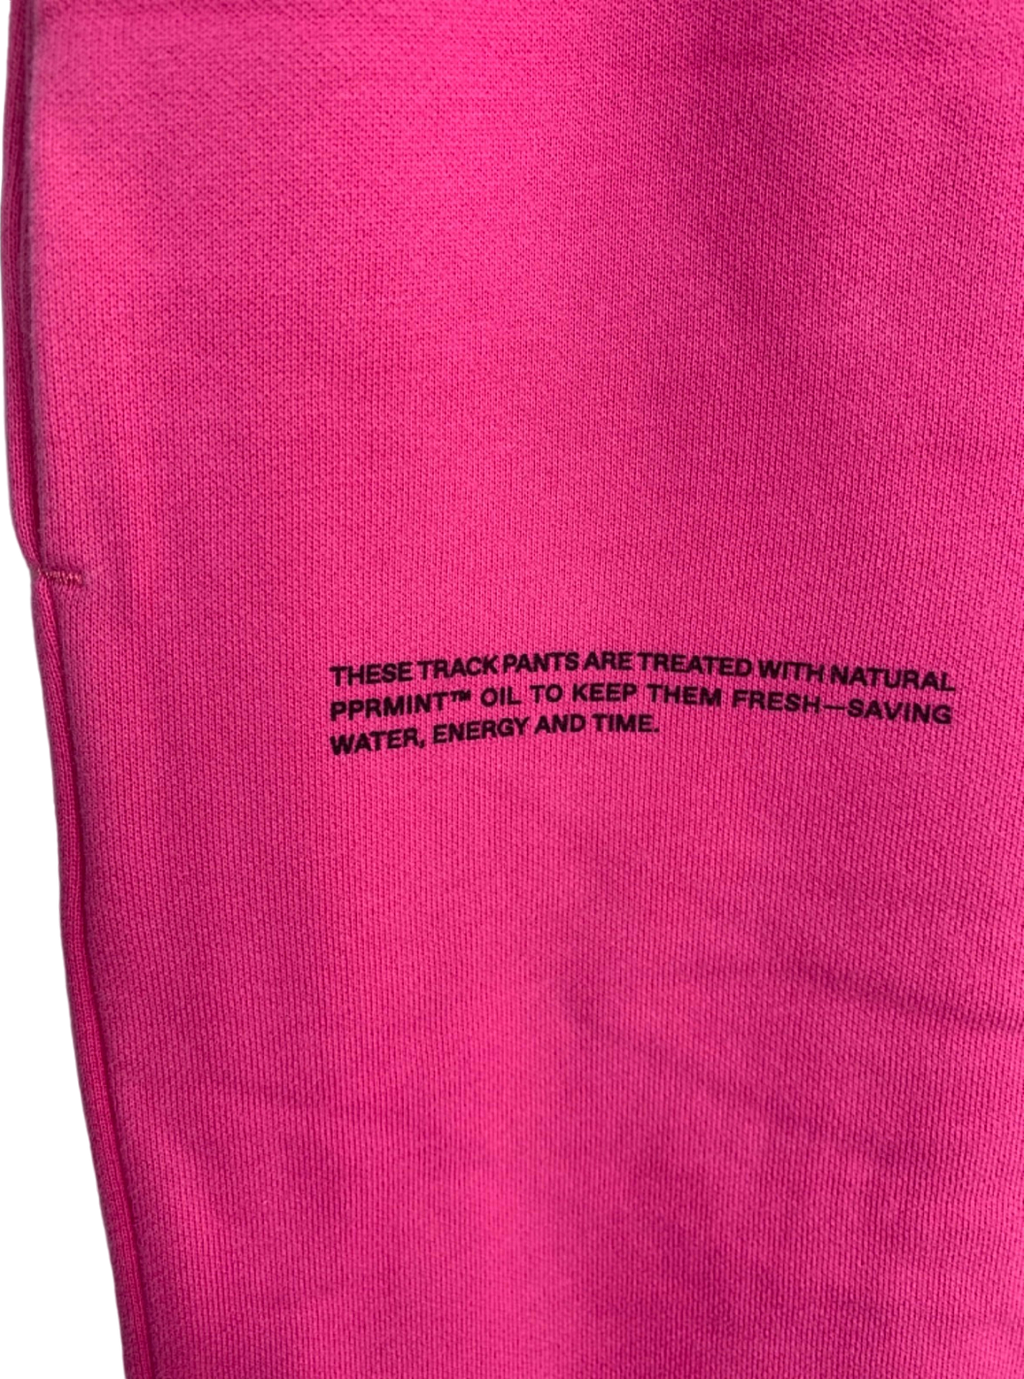 THESE TRACK PANTS ARE TREATED WITH NATURAL
PPRMINT™ OIL TO KEEP THEM FRESH—SAVING
WATER, ENERGY AND TIME.